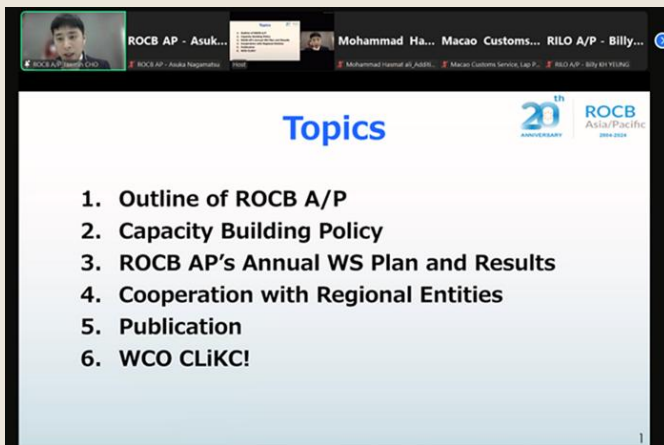 ROCB AP - Asuk...
Mohammad Ha...
Macao Customs...
RILO A/P - Billy...
ROCB AP - Asuka Nagamatsu
Host
Mohammad Hasmat ali_Additi...
Macao Customs Service, Lap P...
RILO A/P - Billy KH YEUNG
Topics
20th
ANNIVERSARY
ROCB
Asia/Pacific
2004-2024
1. Outline of ROCB A/P
2. Capacity Building Policy
3. ROCB AP’s Annual WS Plan and Results
4. Cooperation with Regional Entities
5. Publication
6. WCO CLiKC!
1